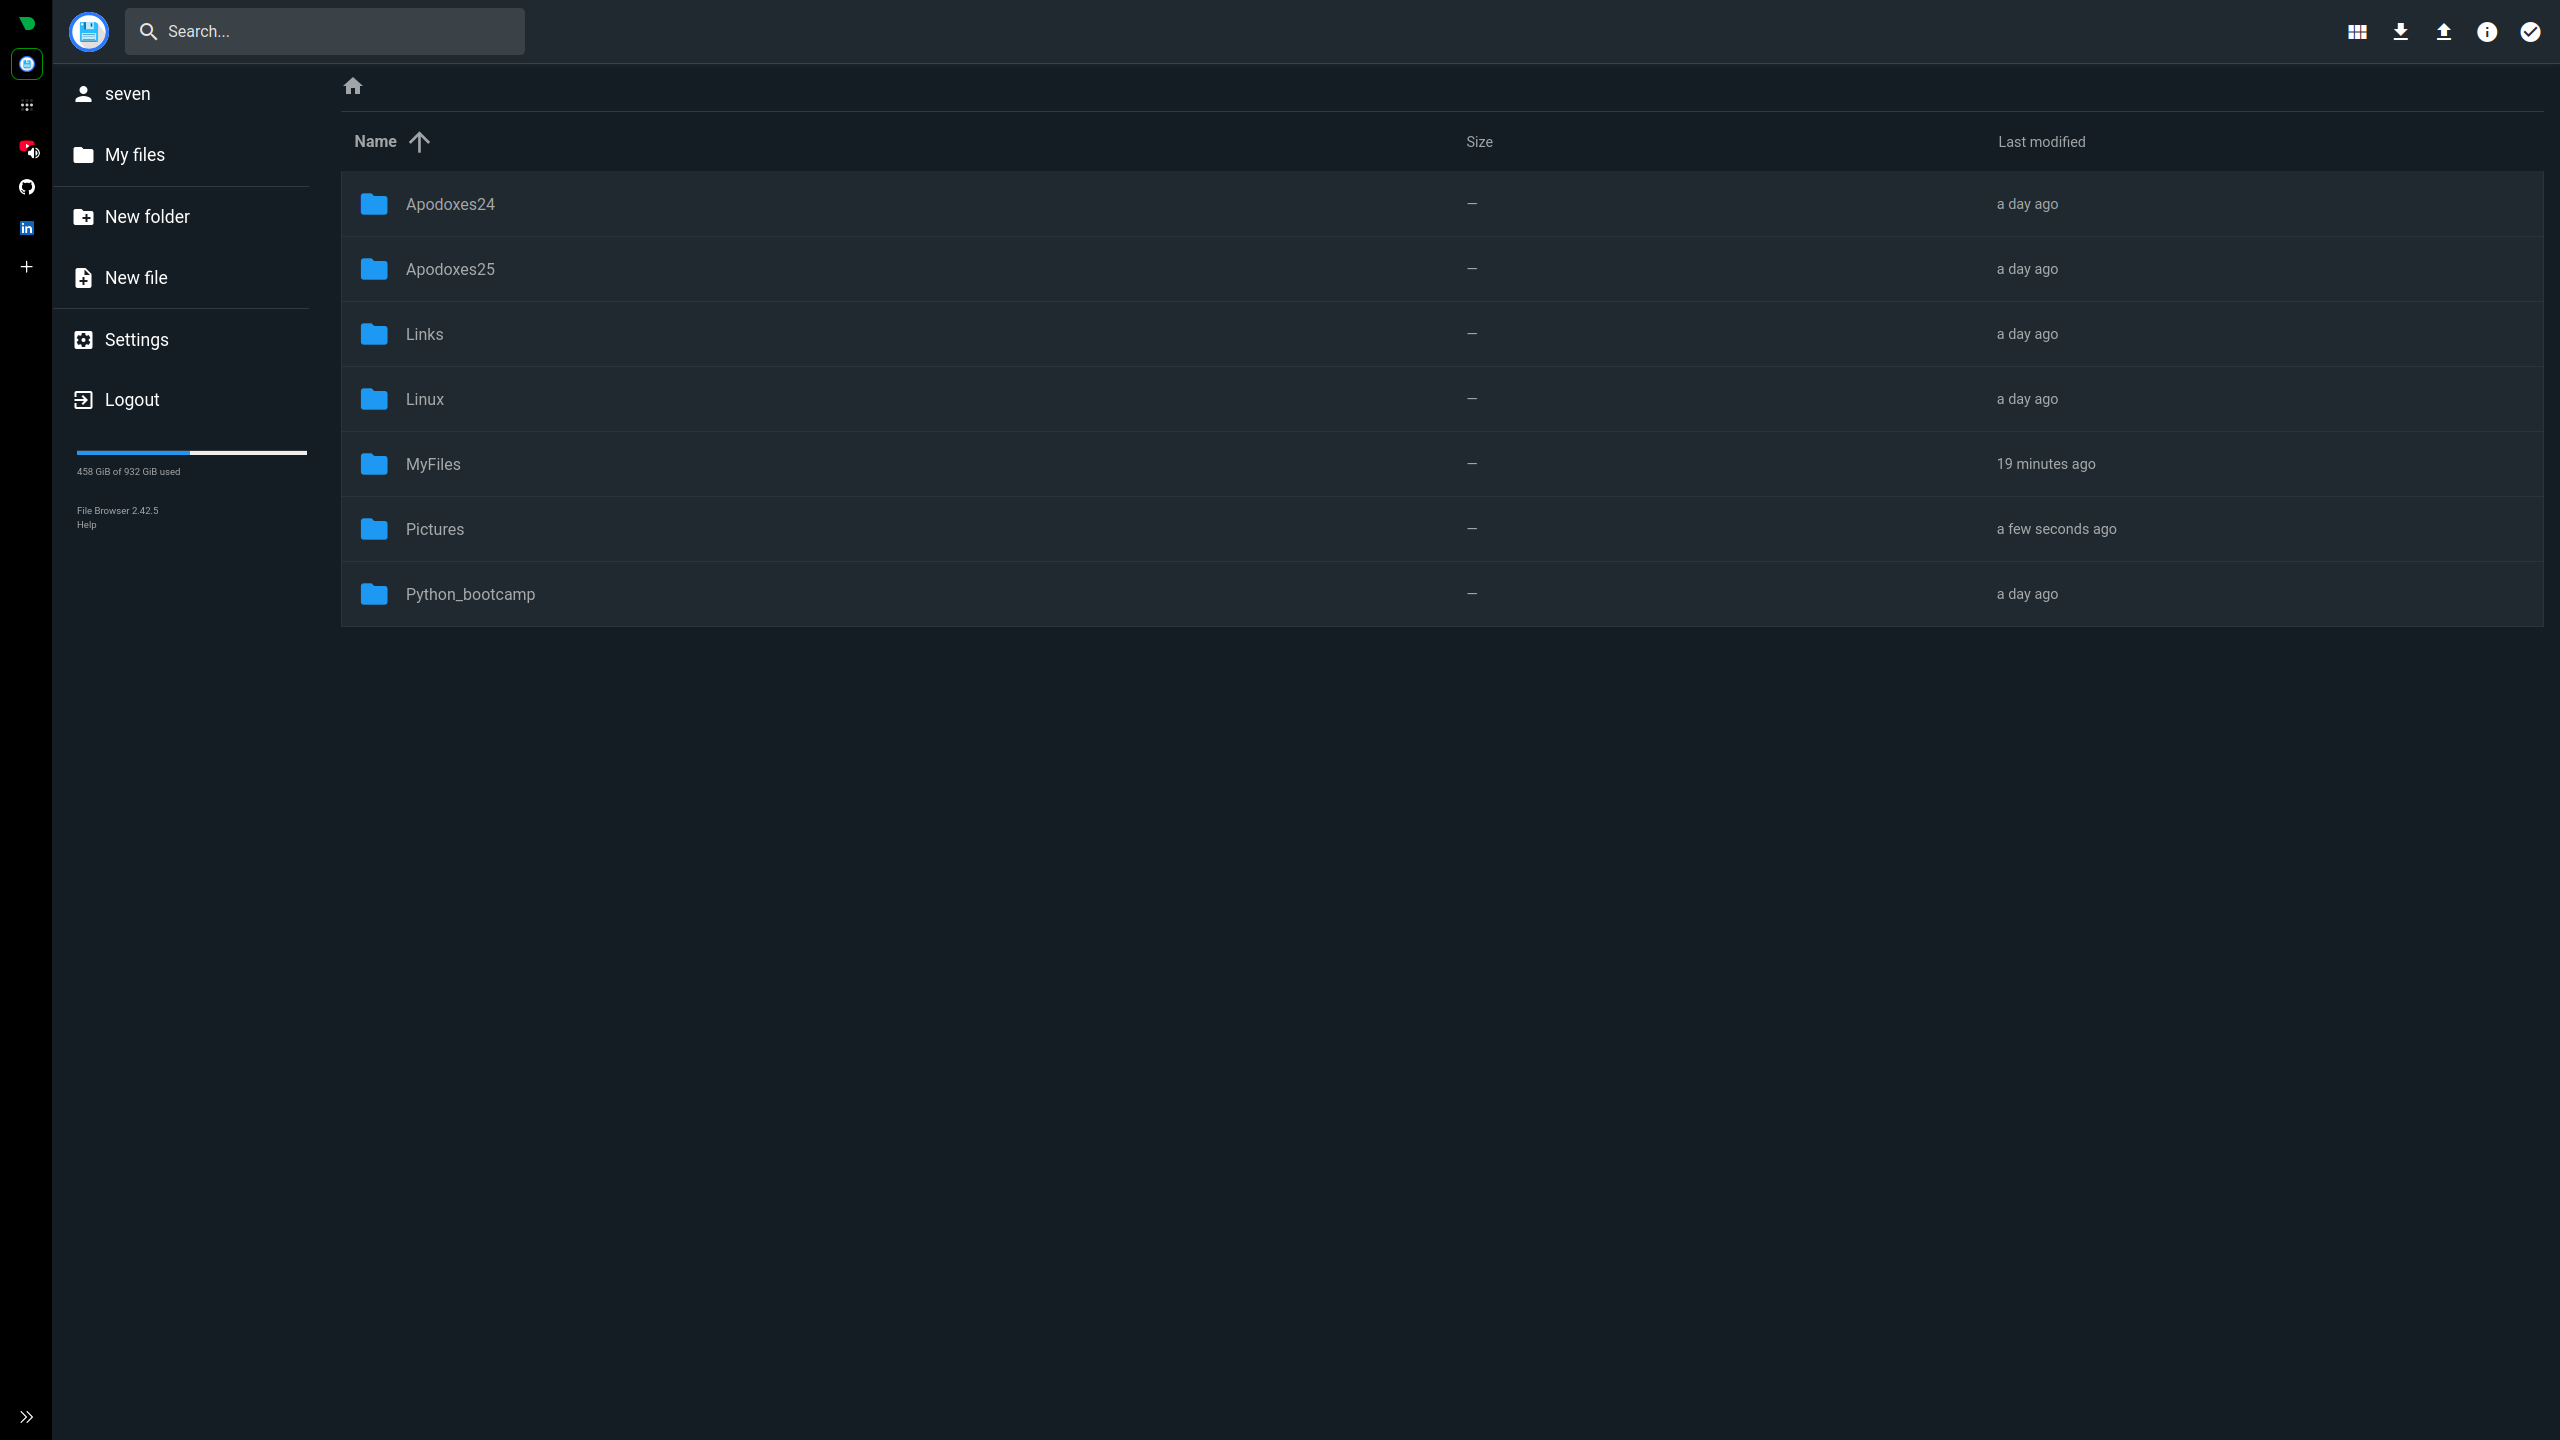 Search...
seven
My files
New folder
New file
Settings
Logout
458 GiB of 932 GiB used
File Browser 2.42.5
Help
Name Size Last modified
Apodoxes24 — a day ago
Apodoxes25 — a day ago
Links — a day ago
Linux — a day ago
MyFiles — 19 minutes ago
Pictures — a few seconds ago
Python_bootcamp — a day ago